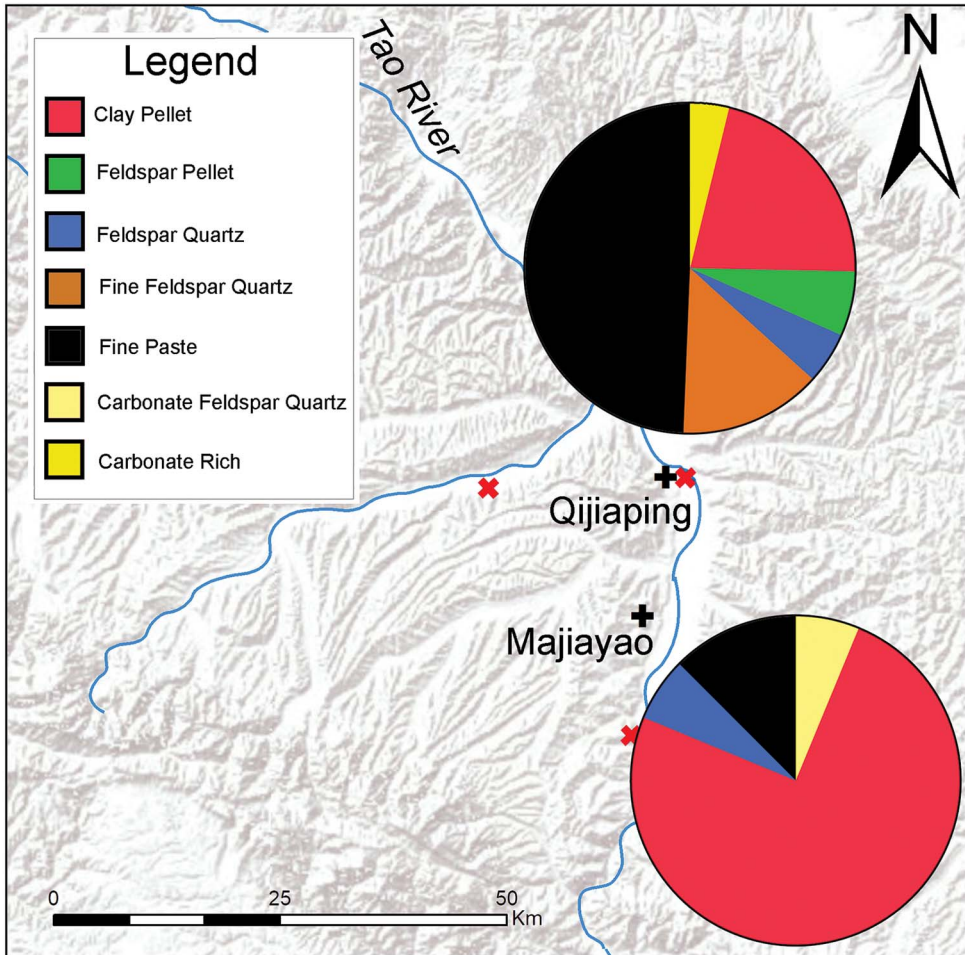 Legend
Clay Pellet
Feldspar Pellet
Feldspar Quartz
Fine Feldspar Quartz
Fine Paste
Carbonate Feldspar Quartz
Carbonate Rich
Tao River
N
Qijiaping
Majiayao
0 25 50
Km